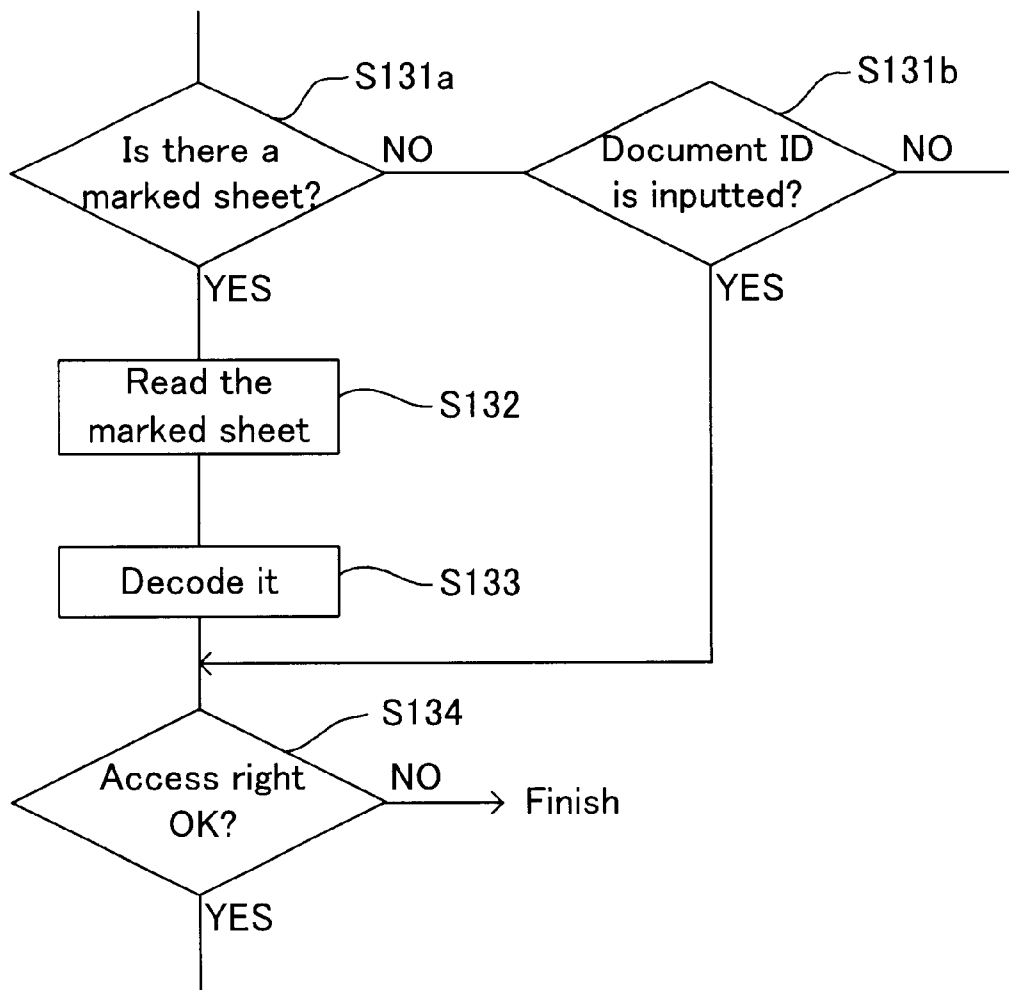 S131a
Is there a
marked sheet?
NO
YES
S131b
Document ID
is inputted?
NO
YES
Read the
marked sheet
S132
Decode it
S133
S134
Access right
OK?
NO
Finish
YES